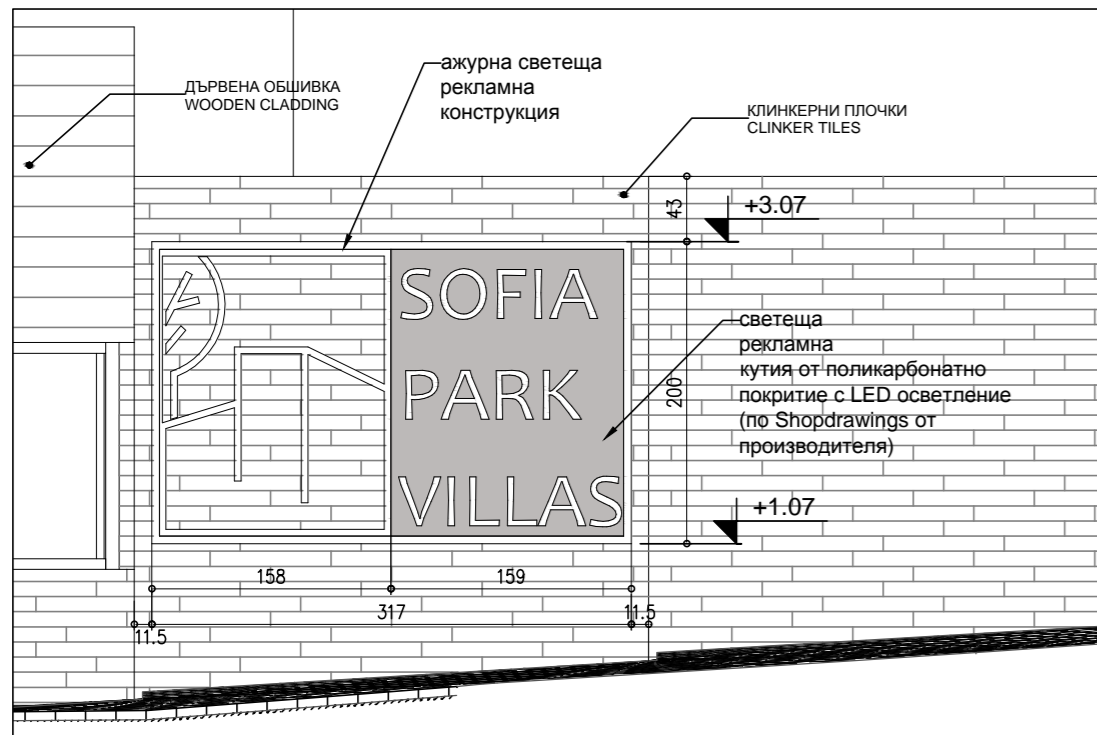 ажурна светеща
рекламна
конструкция
ДЪРВЕНА ОБШИВКА
WOODEN CLADDING
КЛИНКЕРНИ ПЛОЧКИ
CLINKER TILES
43
+3.07
SOFIA
PARK
VILLAS
200
светеща
рекламна
кутия от поликарбонатно
покритие с LED осветление
(по Shopdrawings от
производителя)
+1.07
158
159
317
11.5
11.5